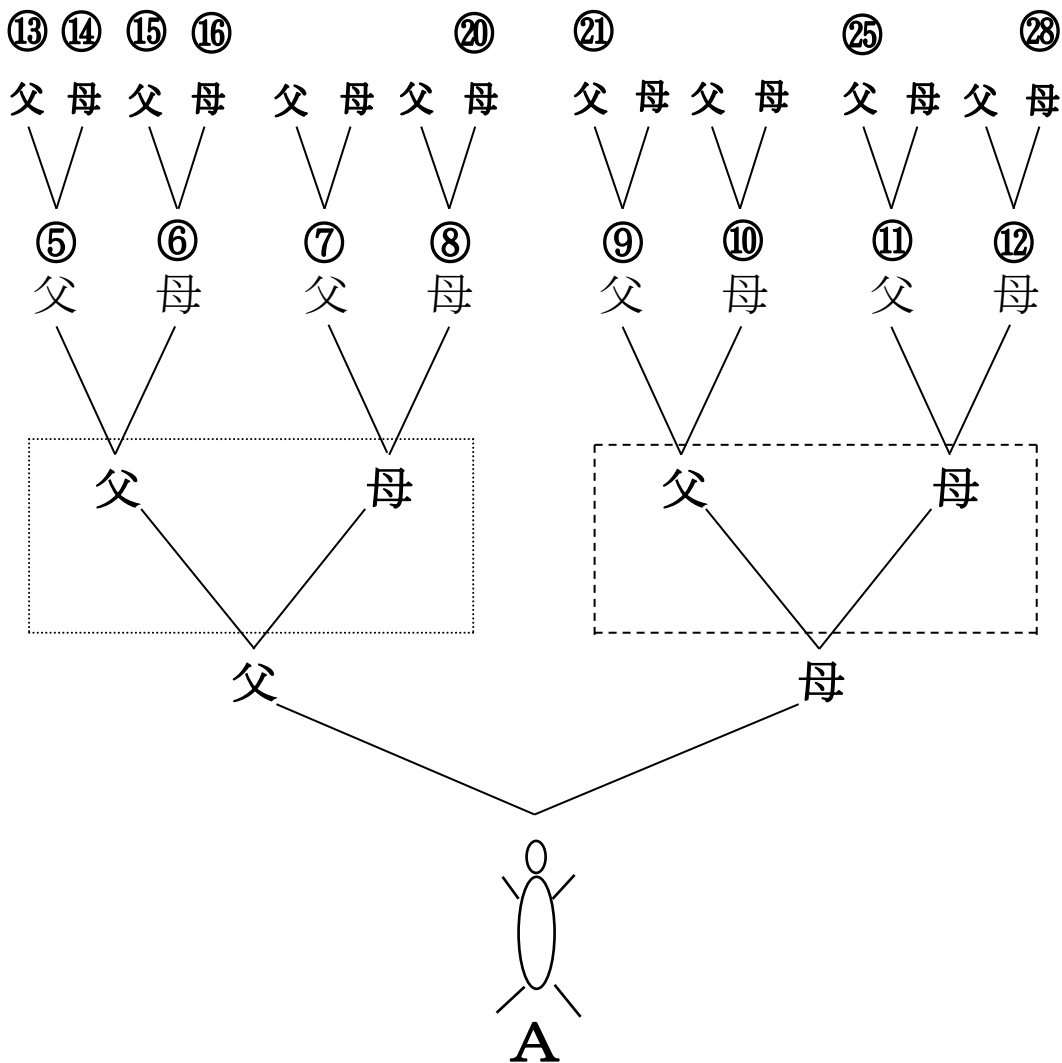 ⑬ ⑭ ⑮ ⑯ ⑳ ㉑ ㉕ ㉘
父 母 父 母 父 母 父 母 父 母 父 母 父 母 父 母
⑤ ⑥ ⑦ ⑧ ⑨ ⑩ ⑪ ⑫
父 母 父 母 父 母 父 母
父 母 父 母
父 母
A